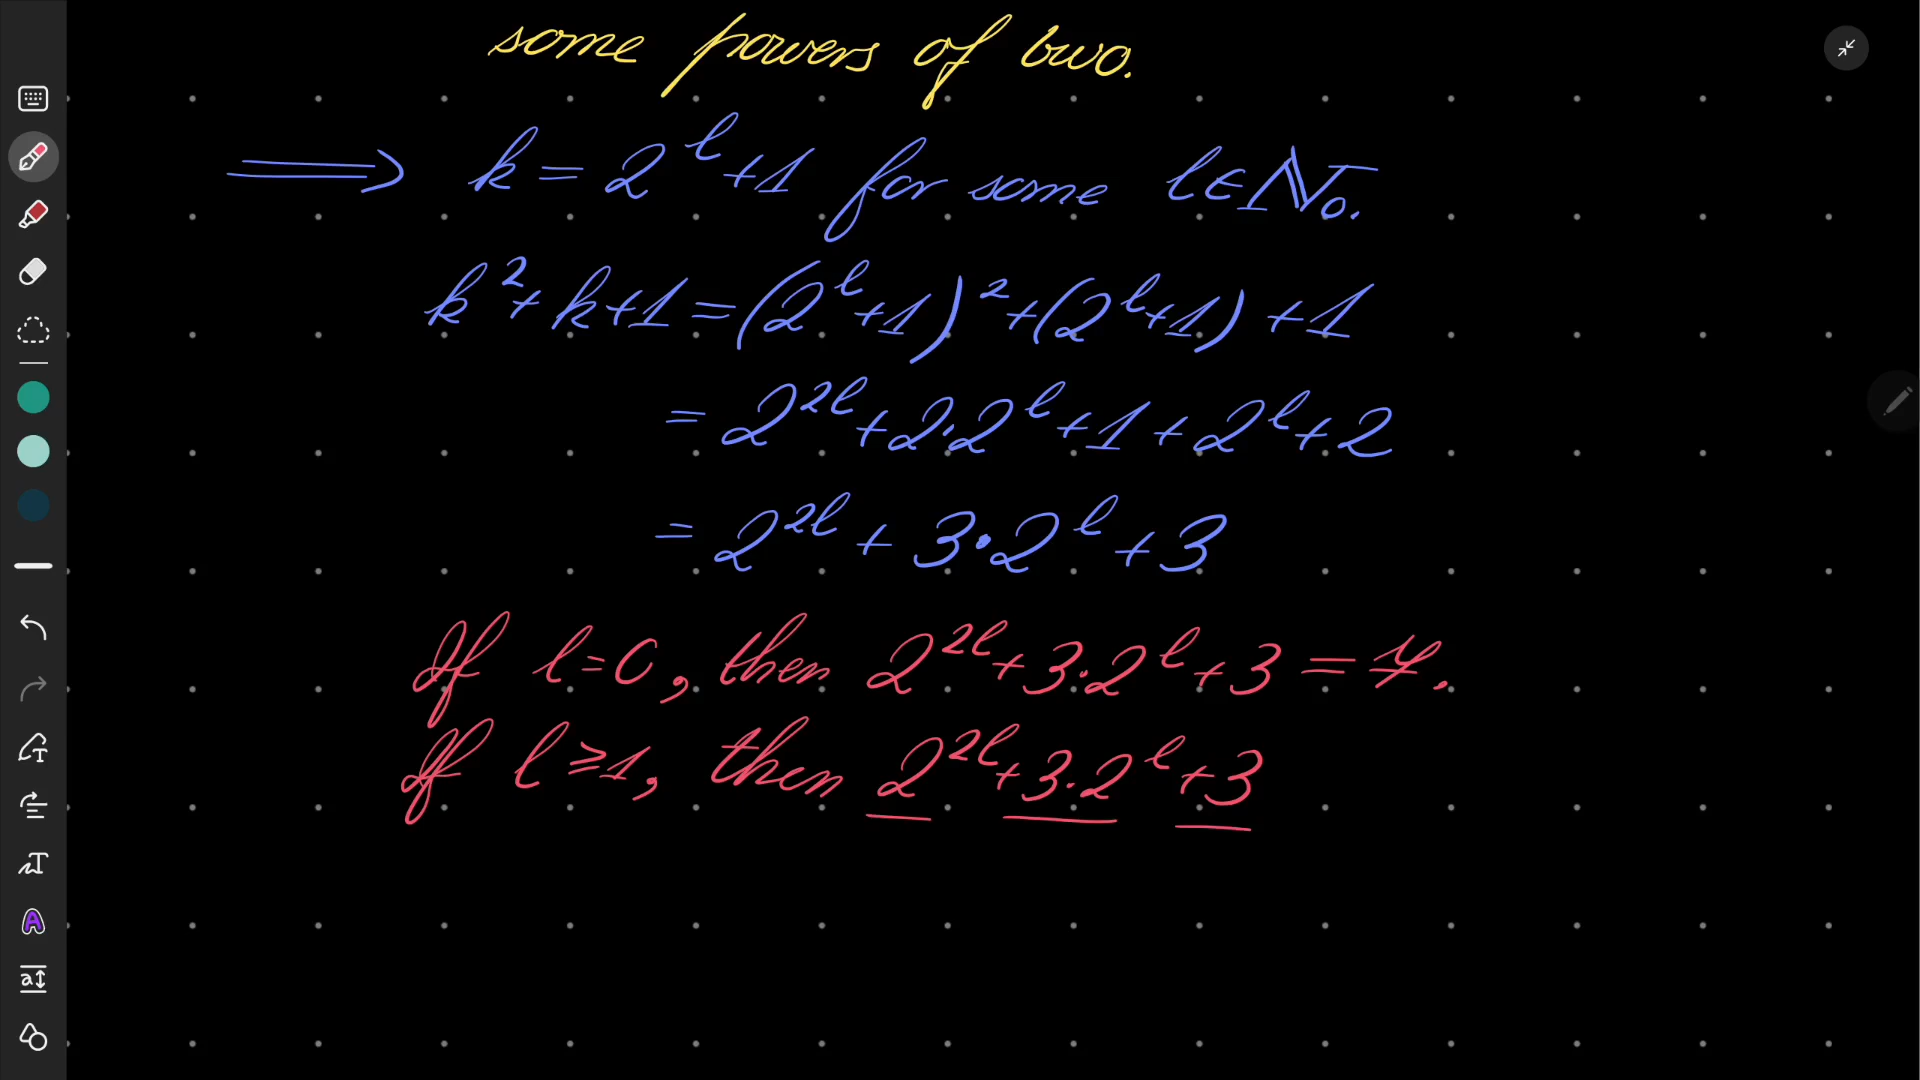 some powers of two.
⟹ k = 2^l + 1 for some l ∈ ℕ₀.
k² + k + 1 = (2^l + 1)² + (2^l + 1) + 1
= 2^{2l} + 2·2^l + 1 + 2^l + 2
= 2^{2l} + 3·2^l + 3
If l = 0, then 2^{2l} + 3·2^l + 3 = 7.
If l ≥ 1, then 2^{2l} + 3·2^l + 3